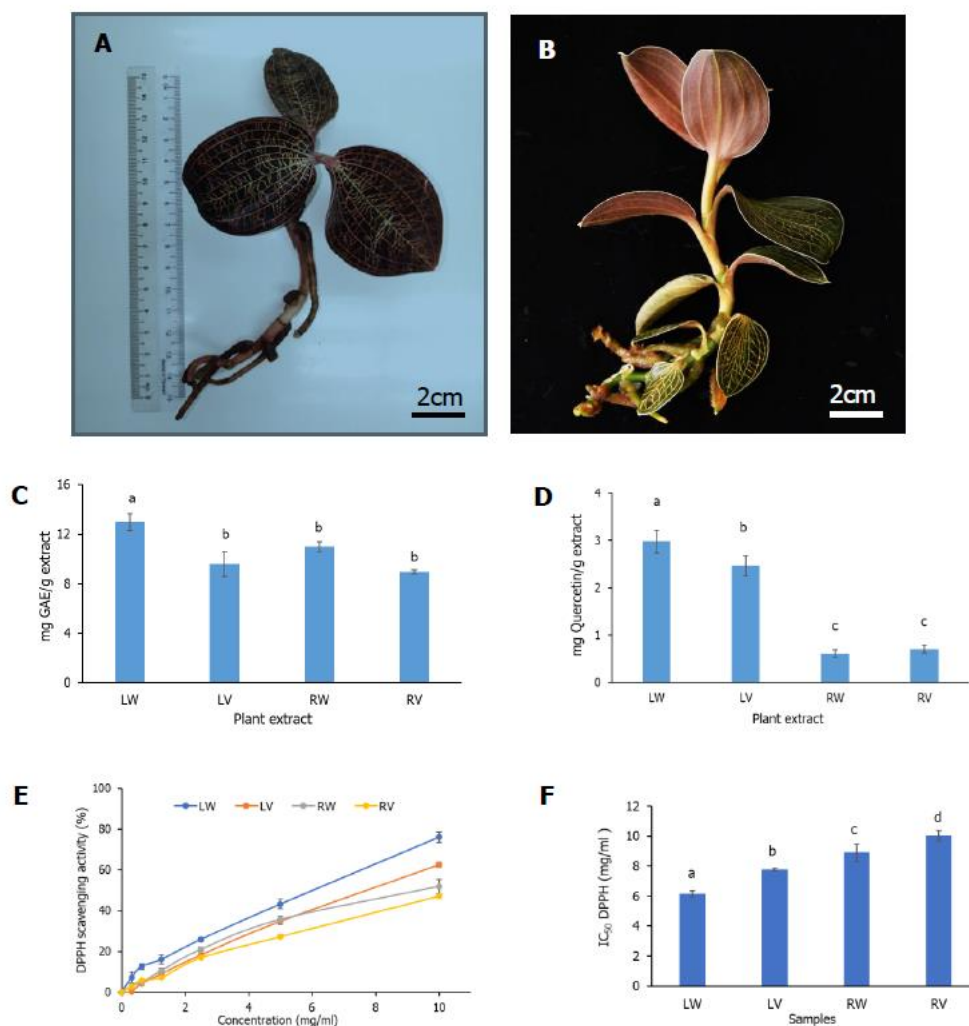 A
B
2cm
2cm
C
16
12
8
4
0
mg GAE/g extract
a
b
b
b
LW
LV
RW
RV
Plant extract
D
4
3
2
1
0
mg Quercetin/g extract
a
b
c
c
LW
LV
RW
RV
Plant extract
E
100
80
60
40
20
0
DPPH scavenging activity (%)
LW
LV
RW
RV
0
2
4
6
8
10
Concentration (mg/ml)
F
12
10
8
6
4
2
0
IC50 DPPH (mg/ml )
a
b
c
d
LW
LV
RW
RV
Samples